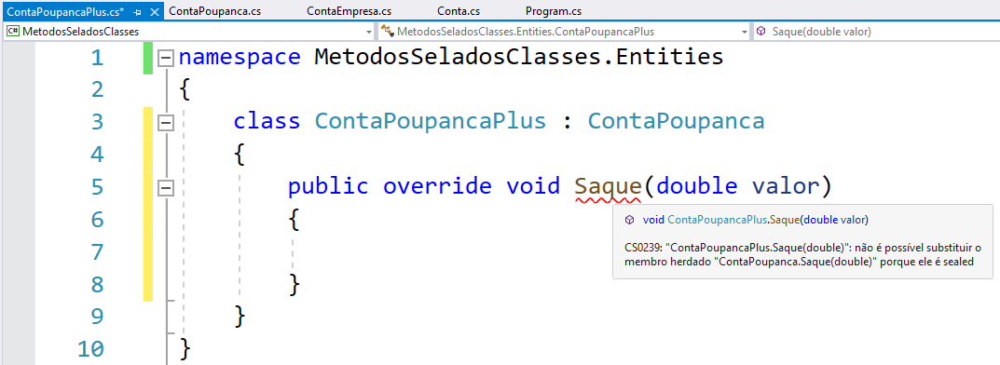 ContaPoupancaPlus.cs* ContaPoupanca.cs ContaEmpresa.cs Conta.cs Program.cs
C# MetodosSeladosClasses MetodosSeladosClasses.Entities.ContaPoupancaPlus Saque(double valor)
1 namespace MetodosSeladosClasses.Entities
2 {
3 class ContaPoupancaPlus : ContaPoupanca
4 {
5 public override void Saque(double valor)
6 {
void ContaPoupancaPlus.Saque(double valor)
CS0239: "ContaPoupancaPlus.Saque(double)": não é possível substituir o
membro herdado "ContaPoupanca.Saque(double)" porque ele é sealed
7
8 }
9 }
10 }